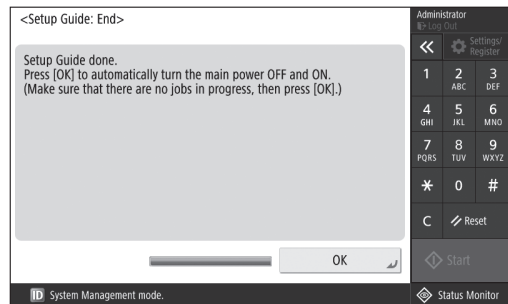 <Setup Guide: End>
Setup Guide done.
Press [OK] to automatically turn the main power OFF and ON.
(Make sure that there are no jobs in progress, then press [OK].)
OK
ID System Management mode.
Administrator
Log Out
Settings/
Register
1
2
ABC
3
DEF
4
GHI
5
JKL
6
MNO
7
PQRS
8
TUV
9
WXYZ
*
0
#
C
Reset
Start
Status Monitor